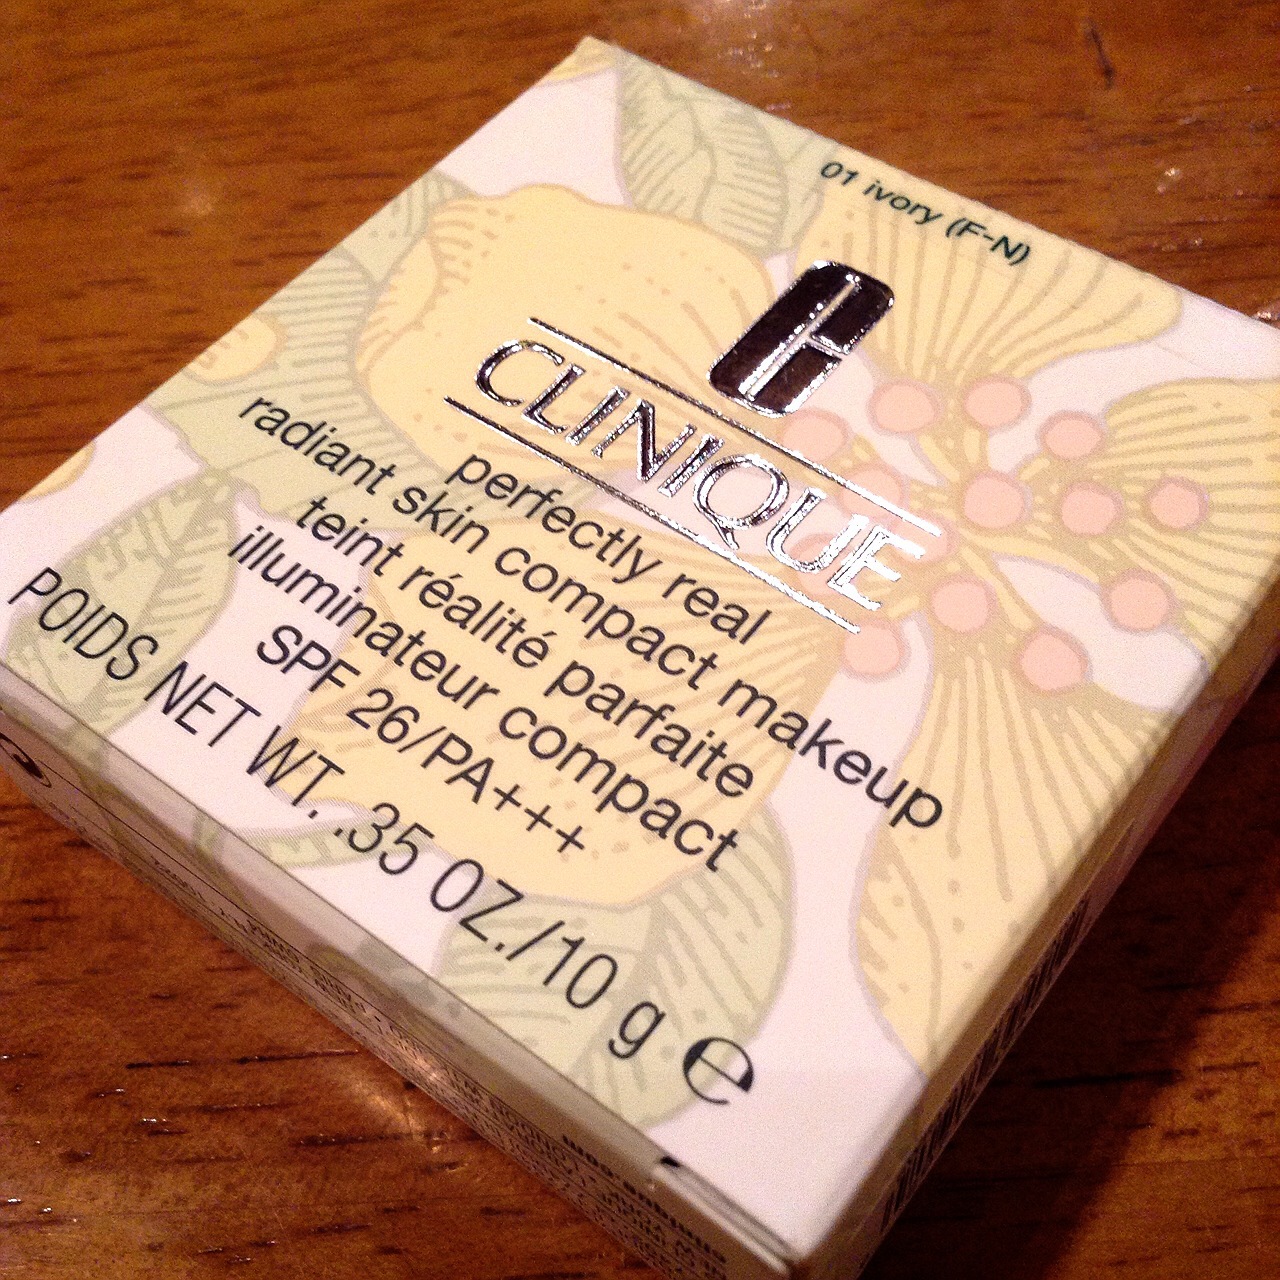 01 ivory (F-N)
CLINIQUE
perfectly real
radiant skin compact makeup
teint réalité parfaite
illuminateur compact
SPF 26/PA+++
POIDS NET WT. .35 OZ./10 g e